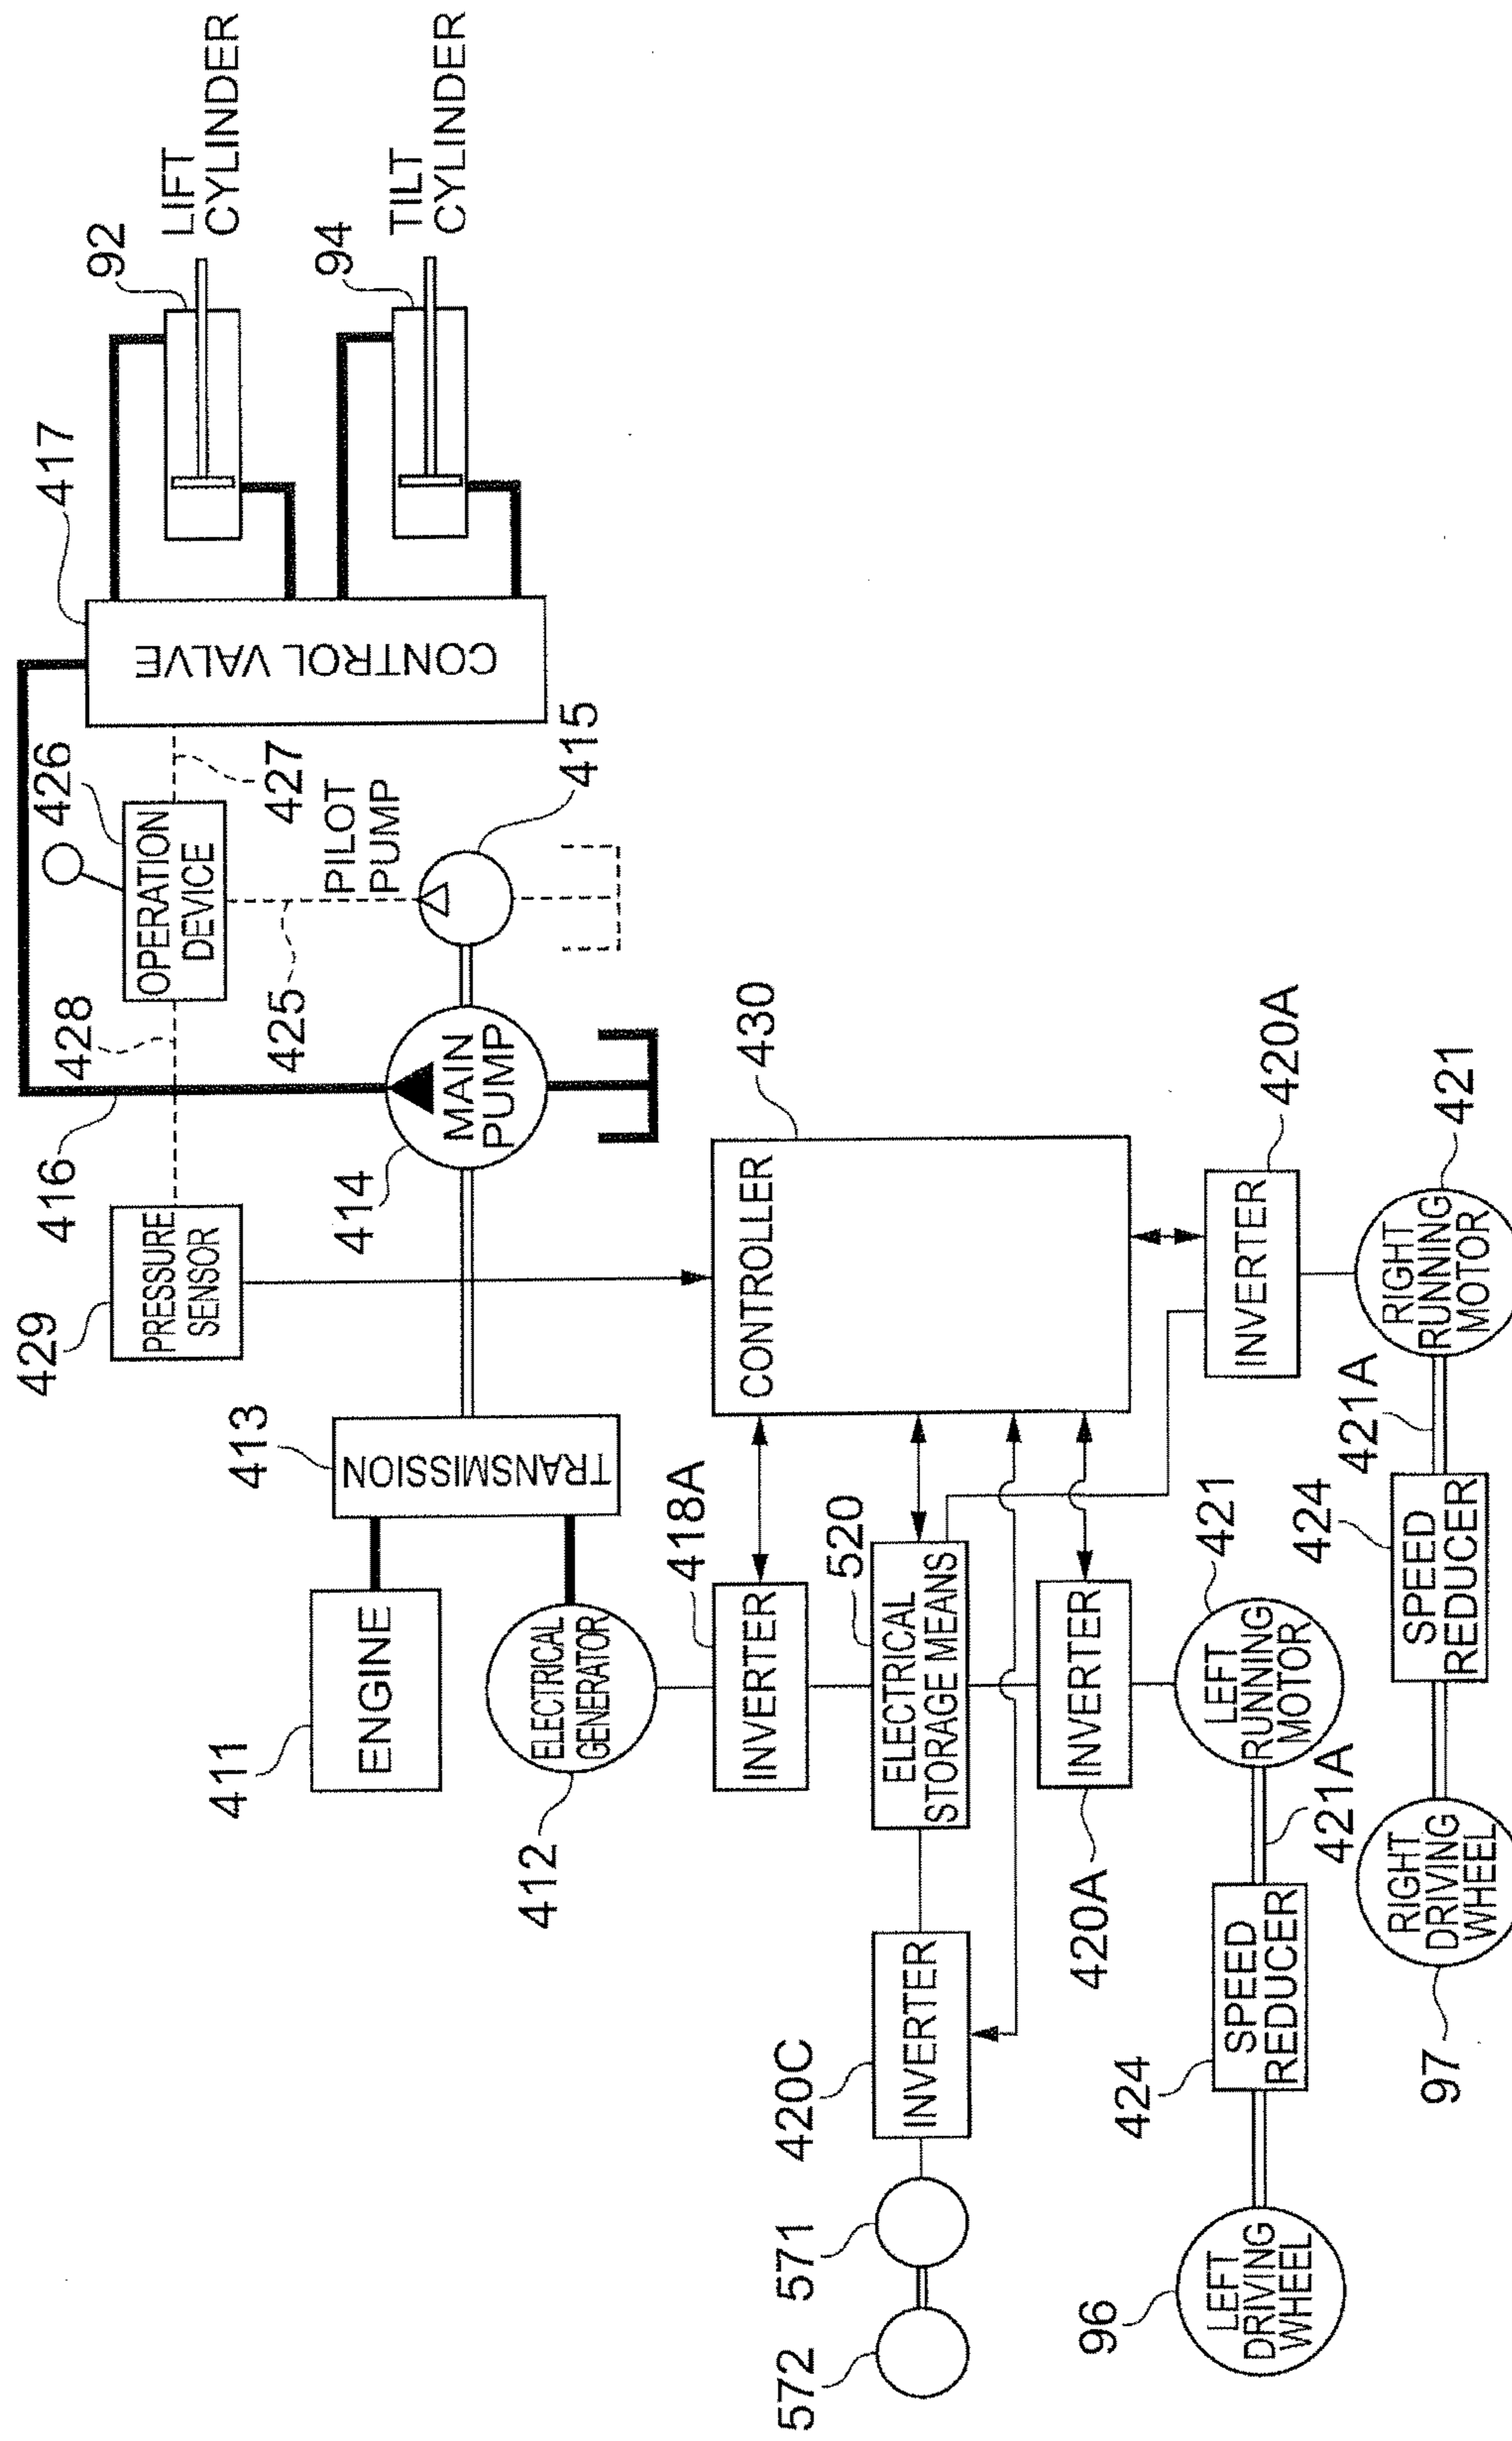 LIFT
CYLINDER
92
TILT
CYLINDER
94
417
CONTROL VALVE
426
OPERATION
DEVICE
427
PILOT
PUMP
415
425
428
416
MAIN
PUMP
414
429
PRESSURE
SENSOR
430
CONTROLLER
413
TRANSMISSION
411
ENGINE
412
ELECTRICAL
GENERATOR
418A
INVERTER
520
ELECTRICAL
STORAGE MEANS
420A
INVERTER
421
RIGHT
RUNNING
MOTOR
421A
424
SPEED
REDUCER
97
RIGHT
DRIVING
WHEEL
INVERTER
420A
421
LEFT
RUNNING
MOTOR
421A
424
SPEED
REDUCER
96
LEFT
DRIVING
WHEEL
420C
INVERTER
571
572